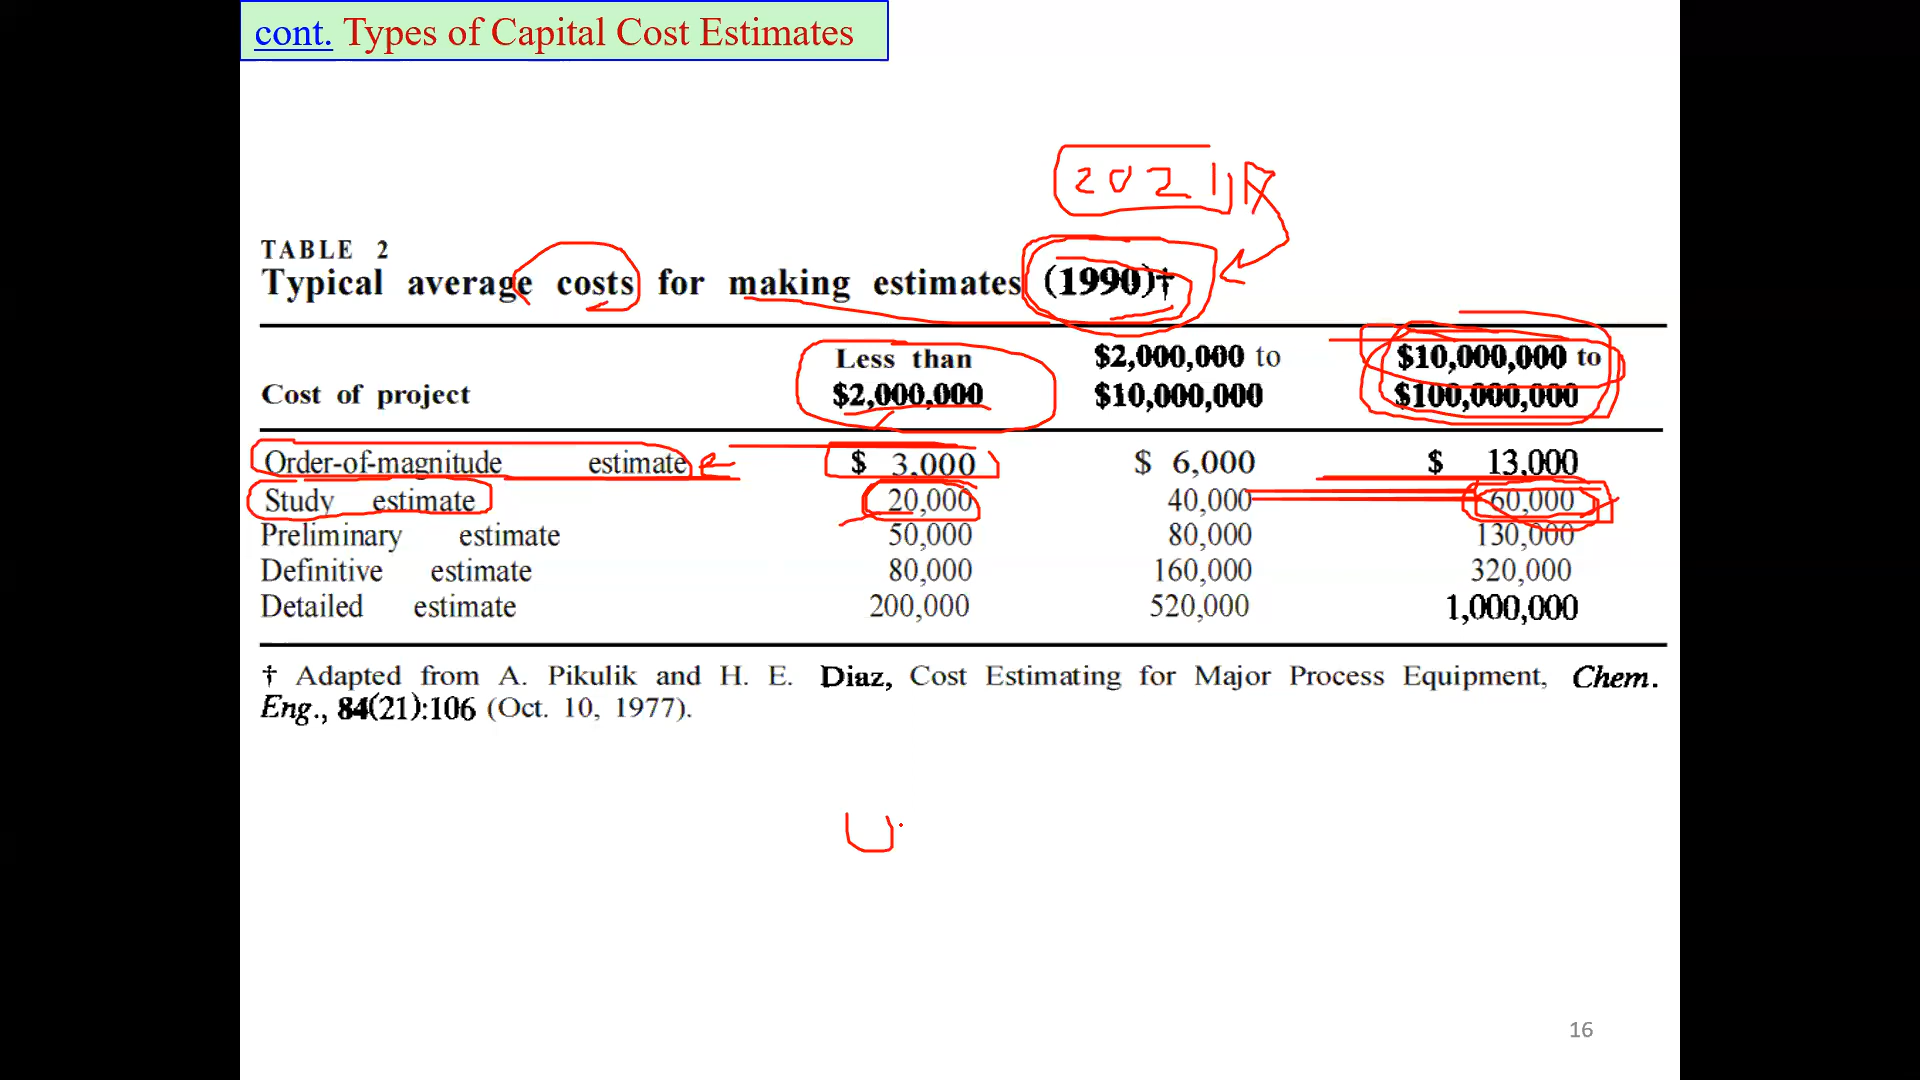 cont. Types of Capital Cost Estimates
2021
TABLE 2
Typical average costs for making estimates (1990)†
Less than $2,000,000 to $10,000,000 to
Cost of project $2,000,000 $10,000,000 $100,000,000
Order-of-magnitude estimate $ 3,000 $ 6,000 $ 13,000
Study estimate 20,000 40,000 60,000
Preliminary estimate 50,000 80,000 130,000
Definitive estimate 80,000 160,000 320,000
Detailed estimate 200,000 520,000 1,000,000
† Adapted from A. Pikulik and H. E. Diaz, Cost Estimating for Major Process Equipment, Chem.
Eng., 84(21):106 (Oct. 10, 1977).
16